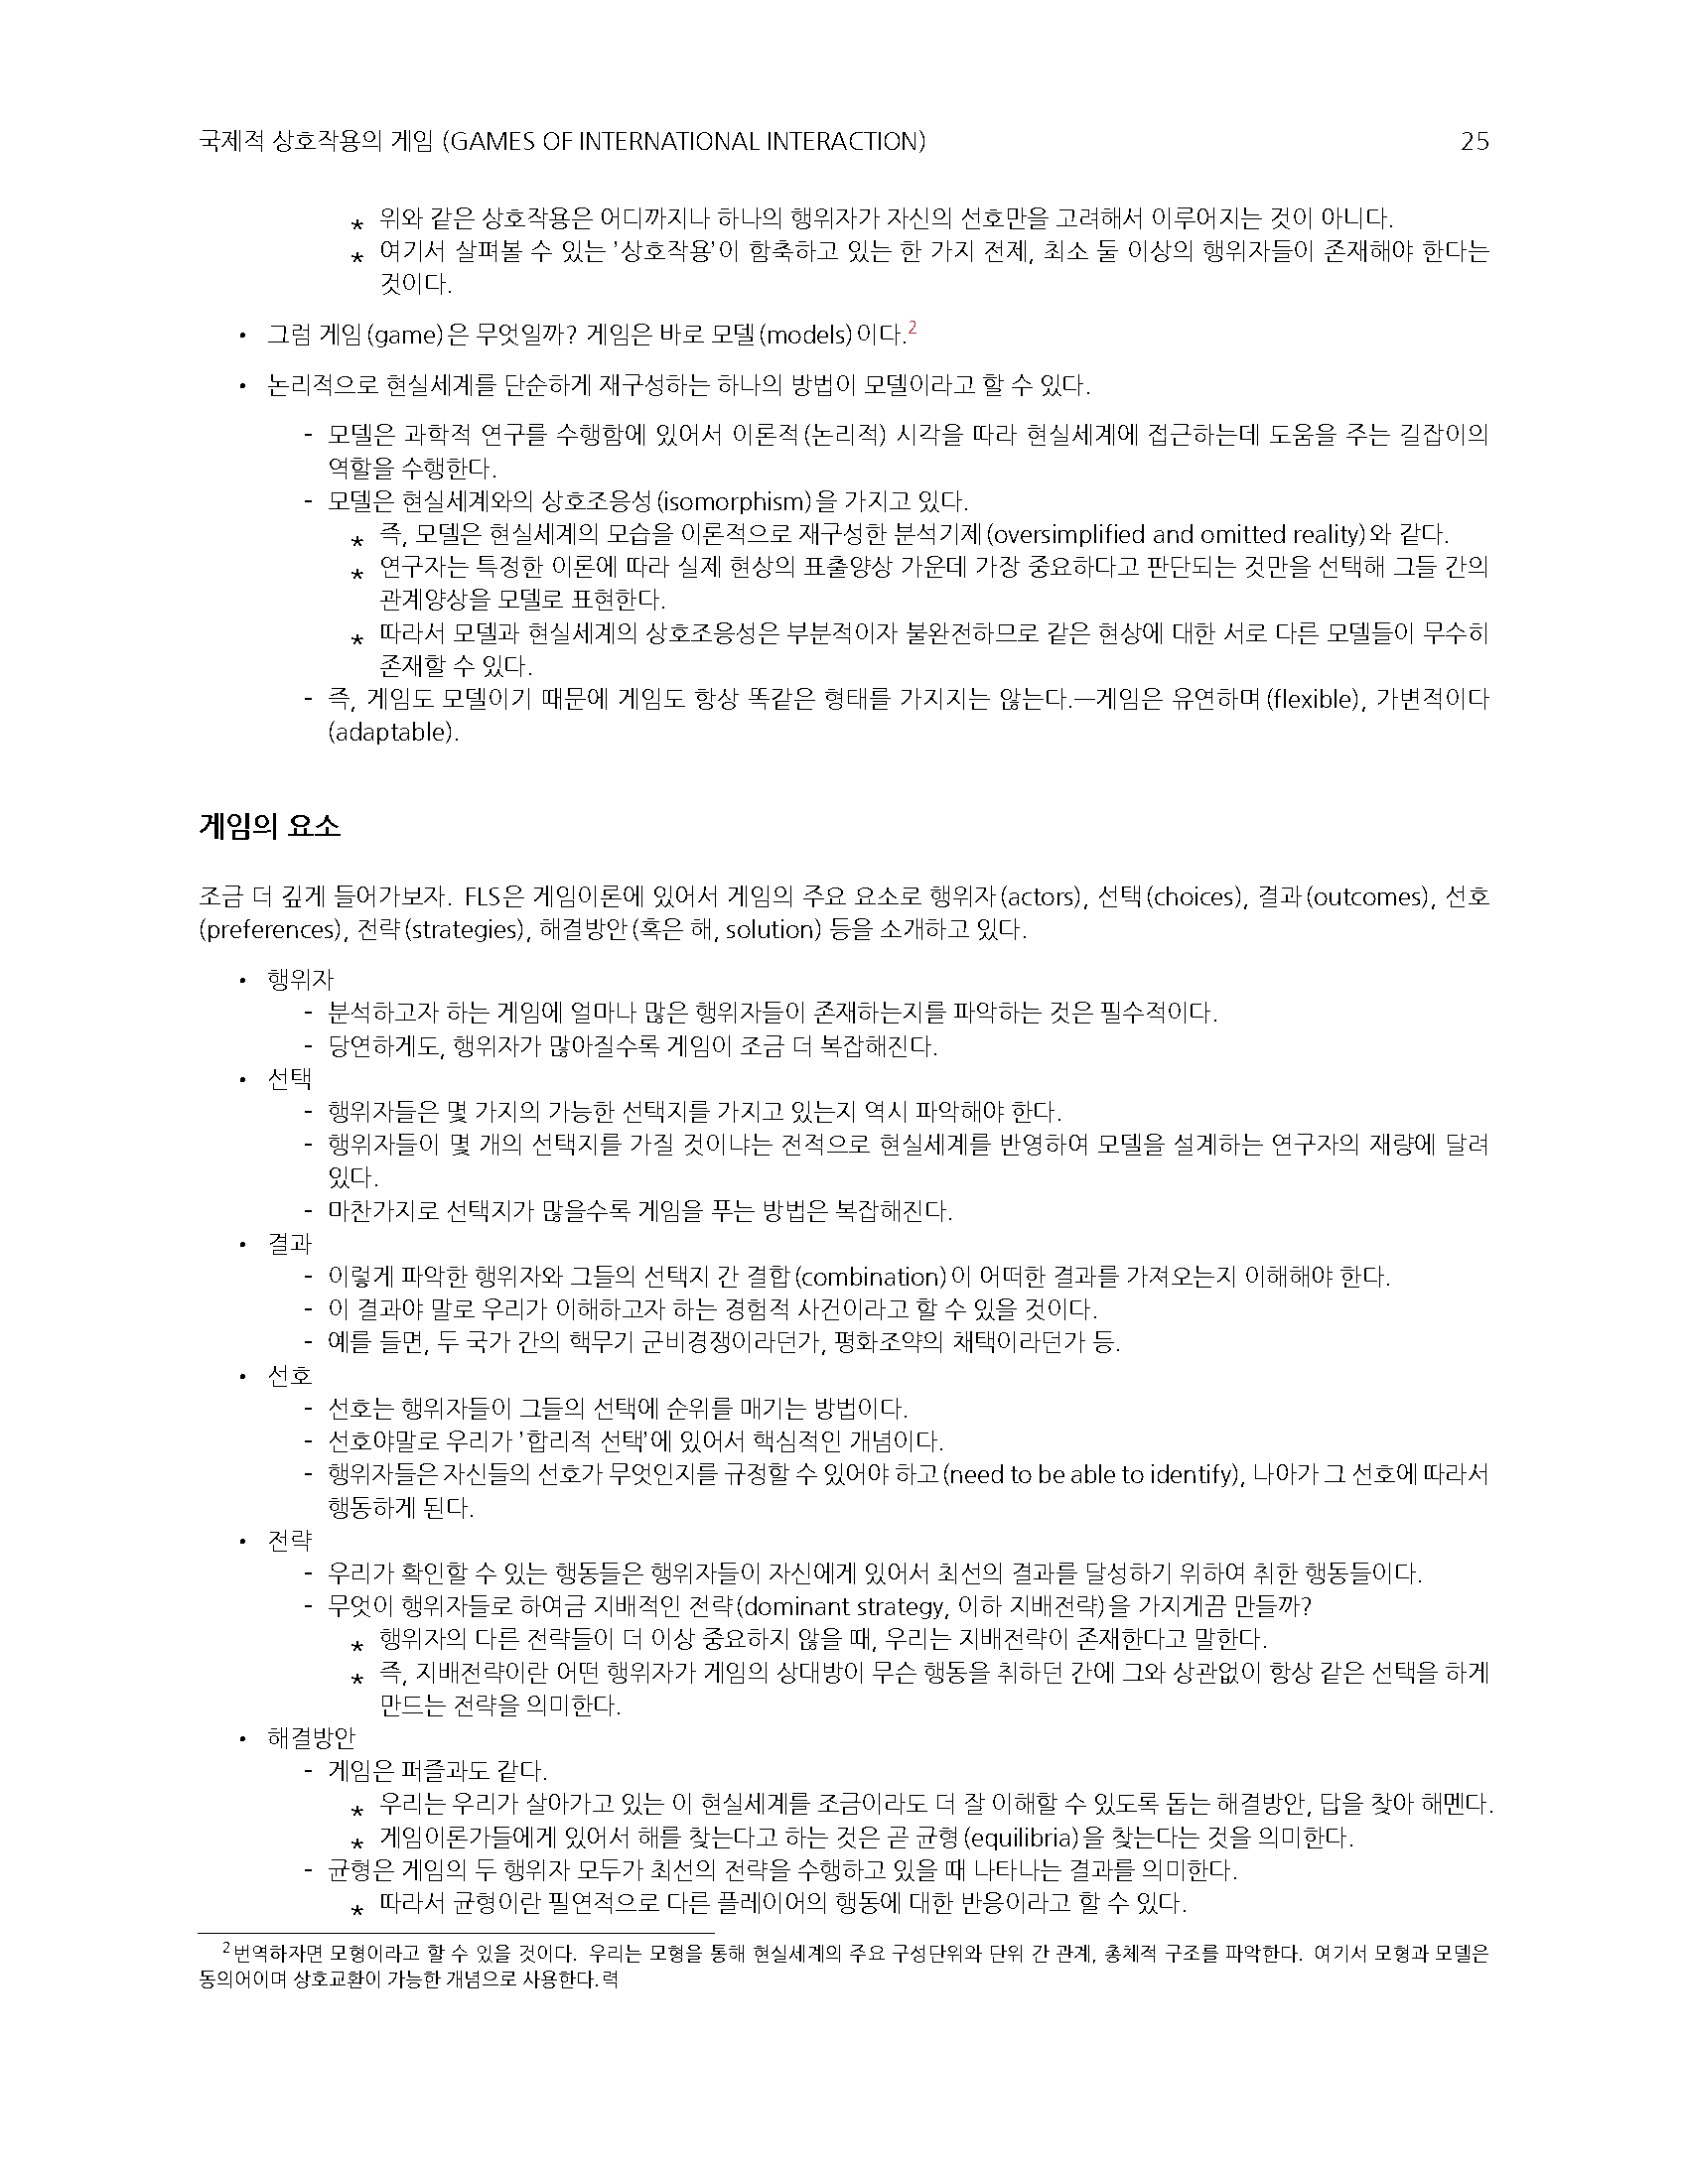 국제적 상호작용의 게임 (GAMES OF INTERNATIONAL INTERACTION) 25
* 위와 같은 상호작용은 어디까지나 하나의 행위자가 자신의 선호만을 고려해서 이루어지는 것이 아니다.
* 여기서 살펴볼 수 있는 '상호작용'이 함축하고 있는 한 가지 전제, 최소 둘 이상의 행위자들이 존재해야 한다는
것이다.
• 그럼 게임(game)은 무엇일까? 게임은 바로 모델(models)이다.2
• 논리적으로 현실세계를 단순하게 재구성하는 하나의 방법이 모델이라고 할 수 있다.
- 모델은 과학적 연구를 수행함에 있어서 이론적(논리적) 시각을 따라 현실세계에 접근하는데 도움을 주는 길잡이의
역할을 수행한다.
- 모델은 현실세계와의 상호조응성(isomorphism)을 가지고 있다.
* 즉, 모델은 현실세계의 모습을 이론적으로 재구성한 분석기제(oversimplified and omitted reality)와 같다.
* 연구자는 특정한 이론에 따라 실제 현상의 표출양상 가운데 가장 중요하다고 판단되는 것만을 선택해 그들 간의
관계양상을 모델로 표현한다.
* 따라서 모델과 현실세계의 상호조응성은 부분적이자 불완전하므로 같은 현상에 대한 서로 다른 모델들이 무수히
존재할 수 있다.
- 즉, 게임도 모델이기 때문에 게임도 항상 똑같은 형태를 가지지는 않는다.—게임은 유연하며(flexible), 가변적이다
(adaptable).
게임의 요소
조금 더 깊게 들어가보자. FLS은 게임이론에 있어서 게임의 주요 요소로 행위자(actors), 선택(choices), 결과(outcomes), 선호
(preferences), 전략(strategies), 해결방안(혹은 해, solution) 등을 소개하고 있다.
• 행위자
- 분석하고자 하는 게임에 얼마나 많은 행위자들이 존재하는지를 파악하는 것은 필수적이다.
- 당연하게도, 행위자가 많아질수록 게임이 조금 더 복잡해진다.
• 선택
- 행위자들은 몇 가지의 가능한 선택지를 가지고 있는지 역시 파악해야 한다.
- 행위자들이 몇 개의 선택지를 가질 것이냐는 전적으로 현실세계를 반영하여 모델을 설계하는 연구자의 재량에 달려
있다.
- 마찬가지로 선택지가 많을수록 게임을 푸는 방법은 복잡해진다.
• 결과
- 이렇게 파악한 행위자와 그들의 선택지 간 결합(combination)이 어떠한 결과를 가져오는지 이해해야 한다.
- 이 결과야 말로 우리가 이해하고자 하는 경험적 사건이라고 할 수 있을 것이다.
- 예를 들면, 두 국가 간의 핵무기 군비경쟁이라던가, 평화조약의 채택이라던가 등.
• 선호
- 선호는 행위자들이 그들의 선택에 순위를 매기는 방법이다.
- 선호야말로 우리가 '합리적 선택'에 있어서 핵심적인 개념이다.
- 행위자들은 자신들의 선호가 무엇인지를 규정할 수 있어야 하고(need to be able to identify), 나아가 그 선호에 따라서
행동하게 된다.
• 전략
- 우리가 확인할 수 있는 행동들은 행위자들이 자신에게 있어서 최선의 결과를 달성하기 위하여 취한 행동들이다.
- 무엇이 행위자들로 하여금 지배적인 전략(dominant strategy, 이하 지배전략)을 가지게끔 만들까?
* 행위자의 다른 전략들이 더 이상 중요하지 않을 때, 우리는 지배전략이 존재한다고 말한다.
* 즉, 지배전략이란 어떤 행위자가 게임의 상대방이 무슨 행동을 취하던 간에 그와 상관없이 항상 같은 선택을 하게
만드는 전략을 의미한다.
• 해결방안
- 게임은 퍼즐과도 같다.
* 우리는 우리가 살아가고 있는 이 현실세계를 조금이라도 더 잘 이해할 수 있도록 돕는 해결방안, 답을 찾아 해멘다.
* 게임이론가들에게 있어서 해를 찾는다고 하는 것은 곧 균형(equilibria)을 찾는다는 것을 의미한다.
- 균형은 게임의 두 행위자 모두가 최선의 전략을 수행하고 있을 때 나타나는 결과를 의미한다.
* 따라서 균형이란 필연적으로 다른 플레이어의 행동에 대한 반응이라고 할 수 있다.
2번역하자면 모형이라고 할 수 있을 것이다. 우리는 모형을 통해 현실세계의 주요 구성단위와 단위 간 관계, 총체적 구조를 파악한다. 여기서 모형과 모델은
동의어이며 상호교환이 가능한 개념으로 사용한다.력